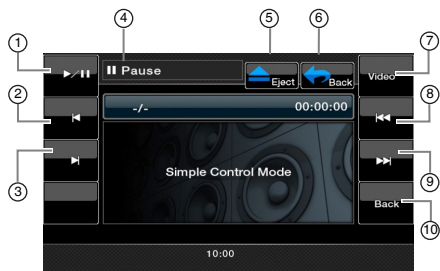 4
5
6
1
7
2
8
3
9
10
Pause
Eject
Back
Video
-/-
00:00:00
Simple Control Mode
Back
10:00